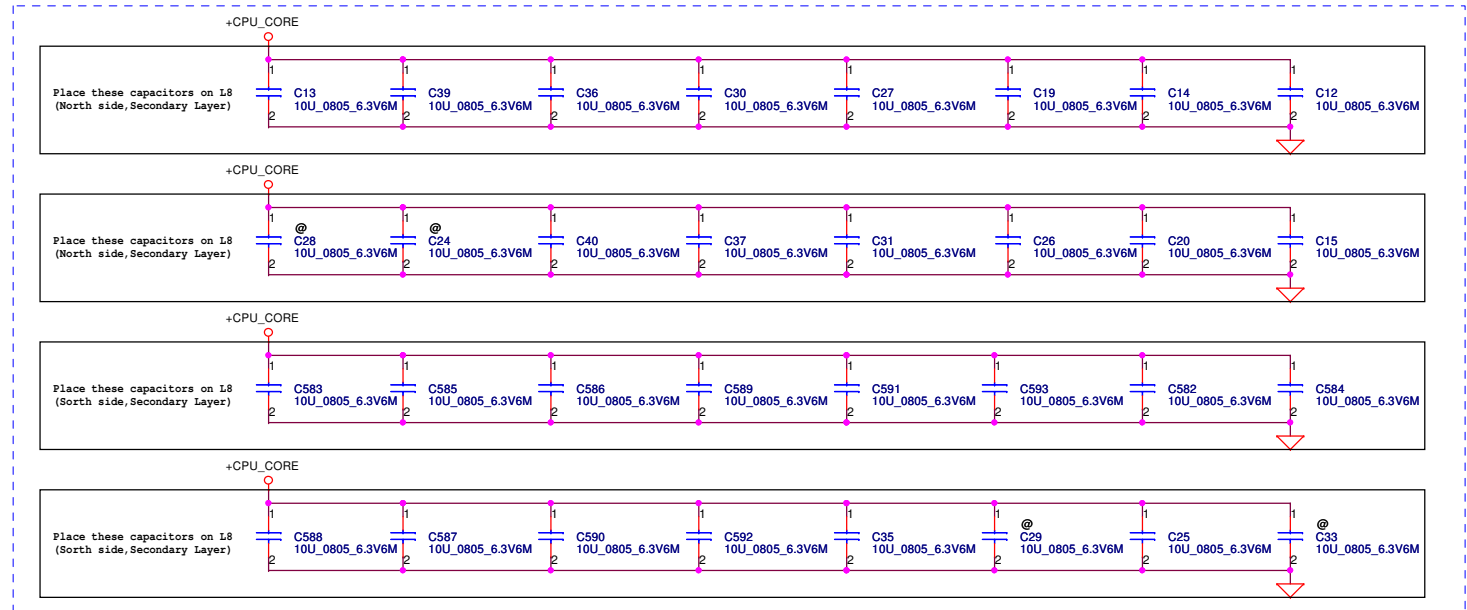 +CPU_CORE
Place these capacitors on L8
(North side,Secondary Layer)
1 1 1 1 1 1 1 1
C13 C39 C36 C30 C27 C19 C14 C12
10U_0805_6.3V6M 10U_0805_6.3V6M 10U_0805_6.3V6M 10U_0805_6.3V6M 10U_0805_6.3V6M 10U_0805_6.3V6M 10U_0805_6.3V6M 10U_0805_6.3V6M
2 2 2 2 2 2 2 2
+CPU_CORE
Place these capacitors on L8
(North side,Secondary Layer)
1 1 1 1 1 1 1 1
@ @
C28 C24 C40 C37 C31 C26 C20 C15
10U_0805_6.3V6M 10U_0805_6.3V6M 10U_0805_6.3V6M 10U_0805_6.3V6M 10U_0805_6.3V6M 10U_0805_6.3V6M 10U_0805_6.3V6M 10U_0805_6.3V6M
2 2 2 2 2 2 2 2
+CPU_CORE
Place these capacitors on L8
(Sorth side,Secondary Layer)
1 1 1 1 1 1 1 1
C583 C585 C586 C589 C591 C593 C582 C584
10U_0805_6.3V6M 10U_0805_6.3V6M 10U_0805_6.3V6M 10U_0805_6.3V6M 10U_0805_6.3V6M 10U_0805_6.3V6M 10U_0805_6.3V6M 10U_0805_6.3V6M
2 2 2 2 2 2 2 2
+CPU_CORE
Place these capacitors on L8
(Sorth side,Secondary Layer)
1 1 1 1 1 1 1 1
@ @
C588 C587 C590 C592 C35 C29 C25 C33
10U_0805_6.3V6M 10U_0805_6.3V6M 10U_0805_6.3V6M 10U_0805_6.3V6M 10U_0805_6.3V6M 10U_0805_6.3V6M 10U_0805_6.3V6M 10U_0805_6.3V6M
2 2 2 2 2 2 2 2